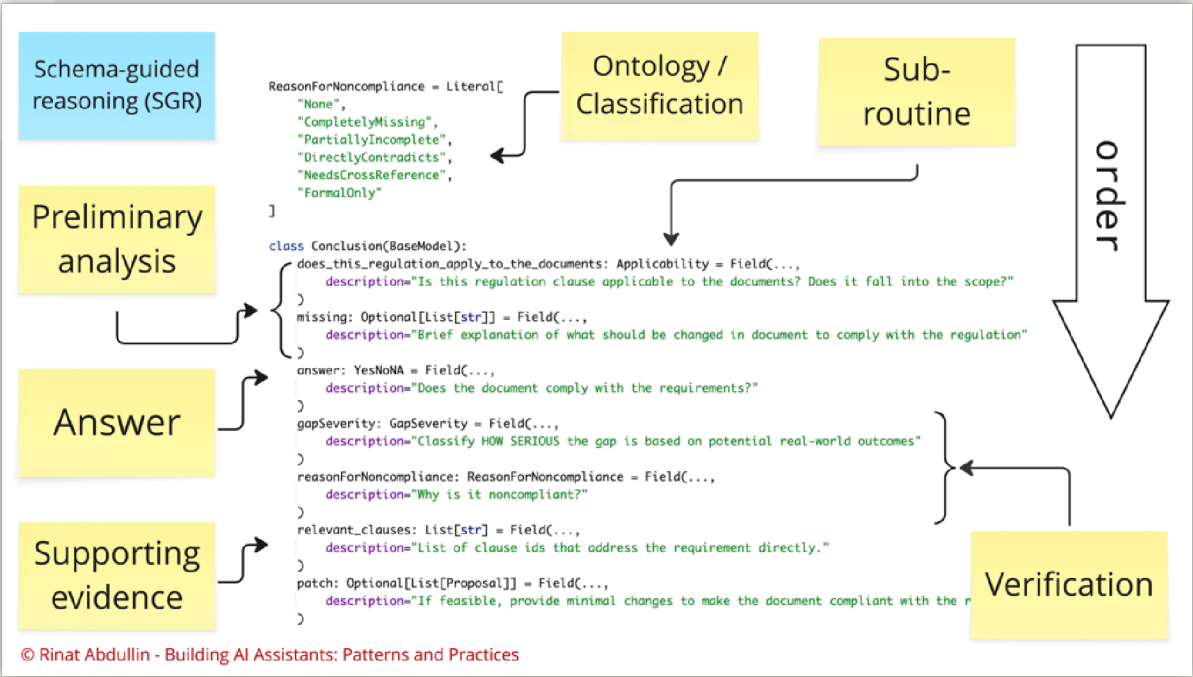 Schema-guided
reasoning (SGR)
Ontology /
Classification
Sub-
routine
order
Preliminary
analysis
Answer
Supporting
evidence
Verification
ReasonForNoncompliance = Literal[
    "None",
    "CompletelyMissing",
    "PartiallyIncomplete",
    "DirectlyContradicts",
    "NeedsCrossReference",
    "FormalOnly"
]
class Conclusion(BaseModel):
    does_this_regulation_apply_to_the_documents: Applicability = Field(...,
        description="Is this regulation clause applicable to the documents? Does it fall into the scope?"
    )
    missing: Optional[List[str]] = Field(...,
        description="Brief explanation of what should be changed in document to comply with the regulation"
    )
    answer: YesNoNA = Field(...,
        description="Does the document comply with the requirements?"
    )
    gapSeverity: GapSeverity = Field(...,
        description="Classify HOW SERIOUS the gap is based on potential real-world outcomes"
    )
    reasonForNoncompliance: ReasonForNoncompliance = Field(...,
        description="Why is it noncompliant?"
    )
    relevant_clauses: List[str] = Field(...,
        description="List of clause ids that address the requirement directly."
    )
    patch: Optional[List[Proposal]] = Field(...,
        description="If feasible, provide minimal changes to make the document compliant with the
    )
© Rinat Abdullin - Building AI Assistants: Patterns and Practices